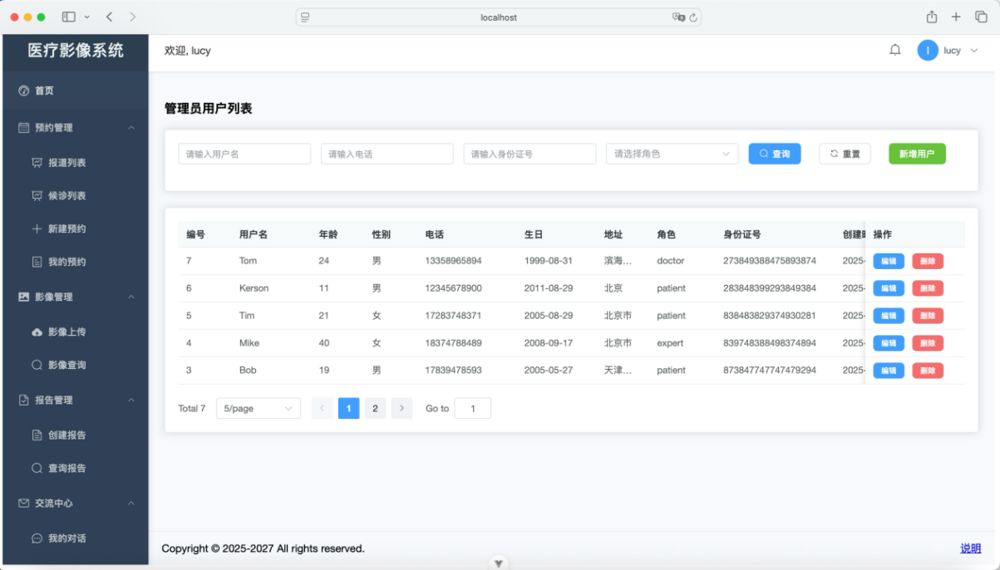 localhost
医疗影像系统
欢迎, lucy
l
lucy
首页
预约管理
报道列表
候诊列表
新建预约
我的预约
影像管理
影像上传
影像查询
报告管理
创建报告
查询报告
交流中心
我的对话
管理员用户列表
请输入用户名 请输入电话 请输入身份证号 请选择角色 查询 重置 新增用户
编号 用户名 年龄 性别 电话 生日 地址 角色 身份证号 创建时 操作
7 Tom 24 男 13358965894 1999-08-31 滨海... doctor 273849388475893874 2025- 编辑 删除
6 Kerson 11 男 12345678900 2011-08-29 北京 patient 283848399293849384 2025- 编辑 删除
5 Tim 21 女 17283748371 2005-08-29 北京市 patient 838483829374930281 2025- 编辑 删除
4 Mike 40 女 18374788489 2008-09-17 北京市 expert 839748388498374894 2025- 编辑 删除
3 Bob 19 男 17839478593 2005-05-27 天津... patient 873847747747479294 2025- 编辑 删除
Total 7 5/page 1 2 Go to 1
Copyright © 2025-2027 All rights reserved. 说明